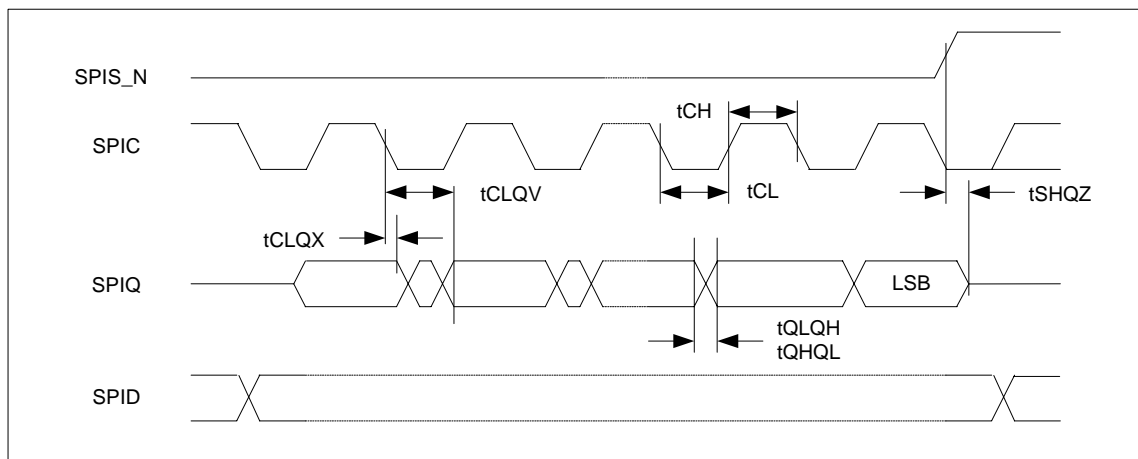 SPIS_N
SPIC
tCH
tCLQV
tCL
tSHQZ
tCLQX
SPIQ
LSB
tQLQH
tQHQL
SPID